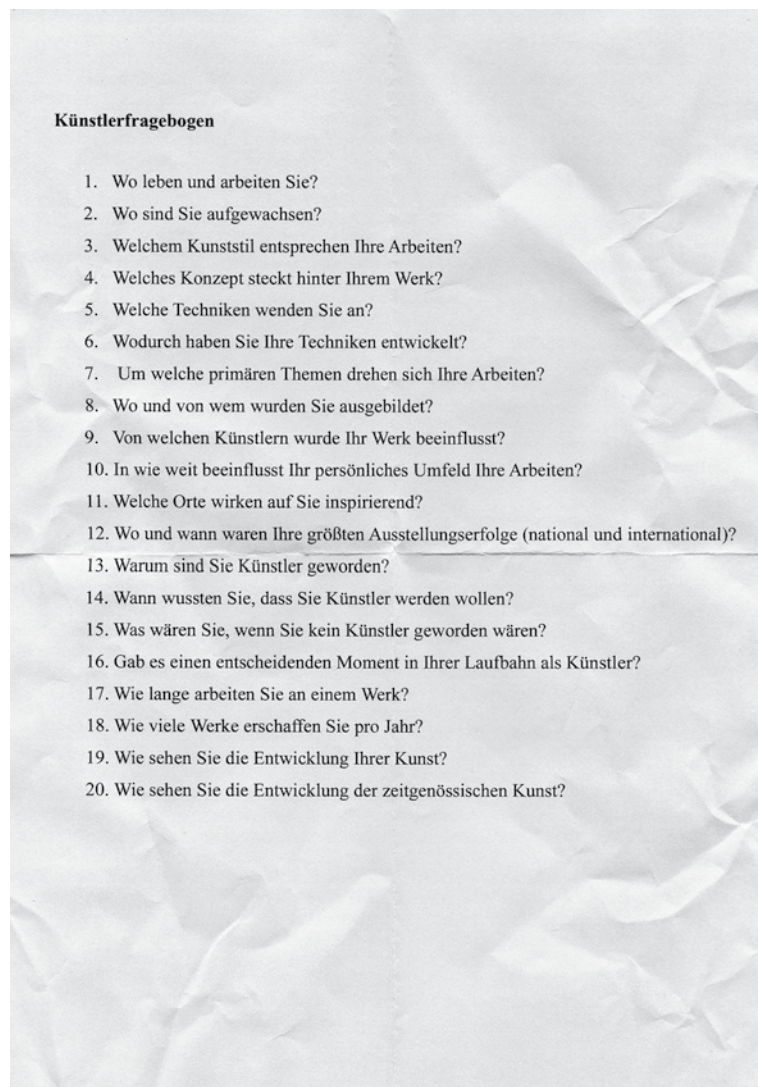 Künstlerfragebogen
1. Wo leben und arbeiten Sie?
2. Wo sind Sie aufgewachsen?
3. Welchem Kunststil entsprechen Ihre Arbeiten?
4. Welches Konzept steckt hinter Ihrem Werk?
5. Welche Techniken wenden Sie an?
6. Wodurch haben Sie Ihre Techniken entwickelt?
7. Um welche primären Themen drehen sich Ihre Arbeiten?
8. Wo und von wem wurden Sie ausgebildet?
9. Von welchen Künstlern wurde Ihr Werk beeinflusst?
10. In wie weit beeinflusst Ihr persönliches Umfeld Ihre Arbeiten?
11. Welche Orte wirken auf Sie inspirierend?
12. Wo und wann waren Ihre größten Ausstellungserfolge (national und international)?
13. Warum sind Sie Künstler geworden?
14. Wann wussten Sie, dass Sie Künstler werden wollen?
15. Was wären Sie, wenn Sie kein Künstler geworden wären?
16. Gab es einen entscheidenden Moment in Ihrer Laufbahn als Künstler?
17. Wie lange arbeiten Sie an einem Werk?
18. Wie viele Werke erschaffen Sie pro Jahr?
19. Wie sehen Sie die Entwicklung Ihrer Kunst?
20. Wie sehen Sie die Entwicklung der zeitgenössischen Kunst?